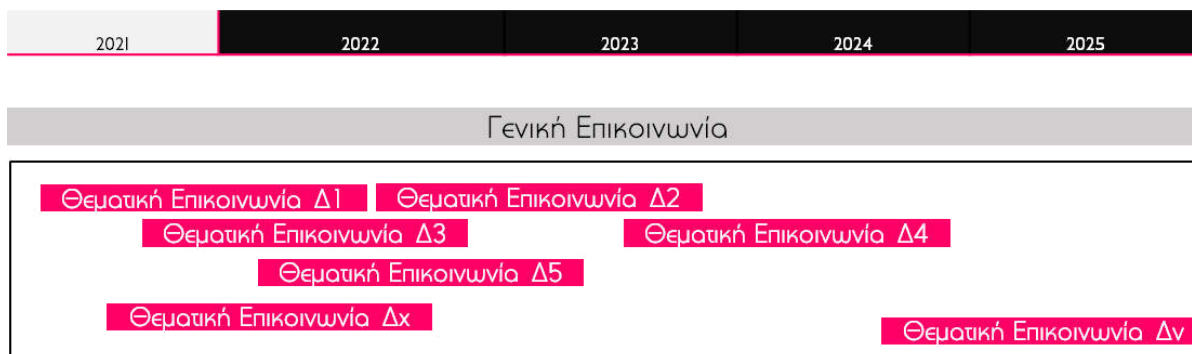 2021 2022 2023 2024 2025
Γενική Επικοινωνία
Θεματική Επικοινωνία Δ1 Θεματική Επικοινωνία Δ2
Θεματική Επικοινωνία Δ3 Θεματική Επικοινωνία Δ4
Θεματική Επικοινωνία Δ5
Θεματική Επικοινωνία Δx
Θεματική Επικοινωνία Δν